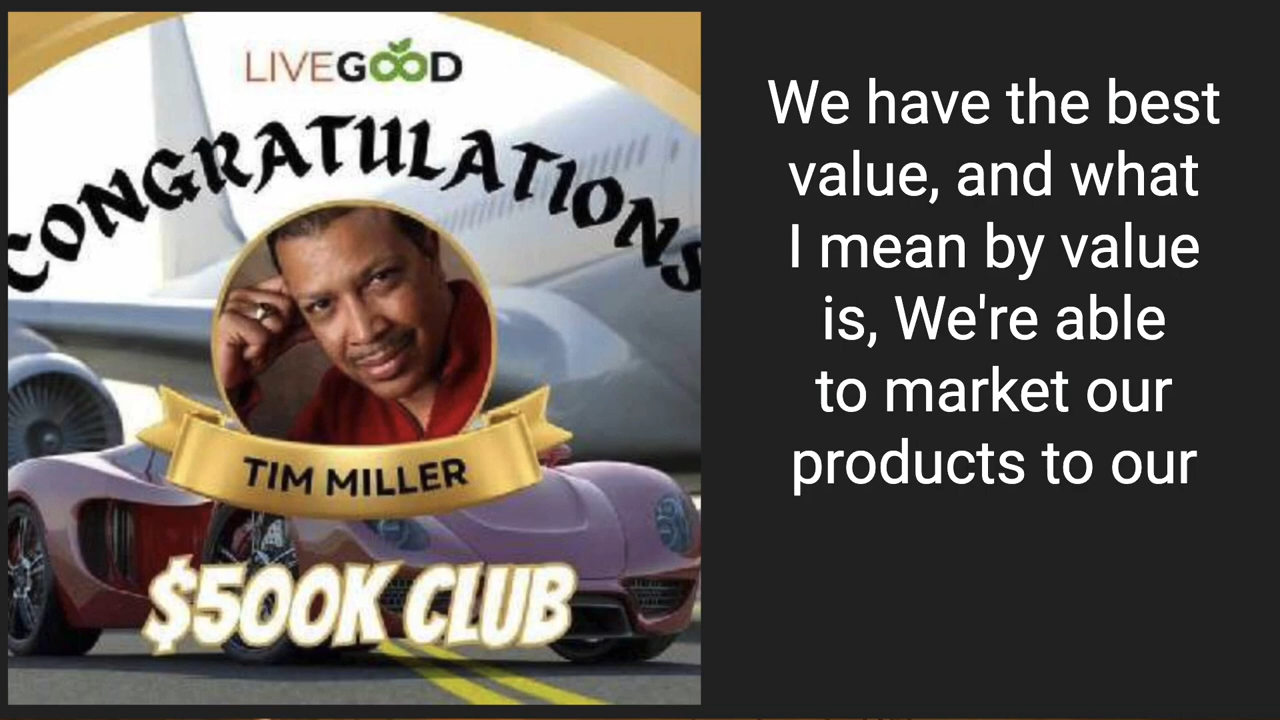 LIVEGOOD
CONGRATULATIONS
TIM MILLER
$500K CLUB
We have the best
value, and what
I mean by value
is, We're able
to market our
products to our